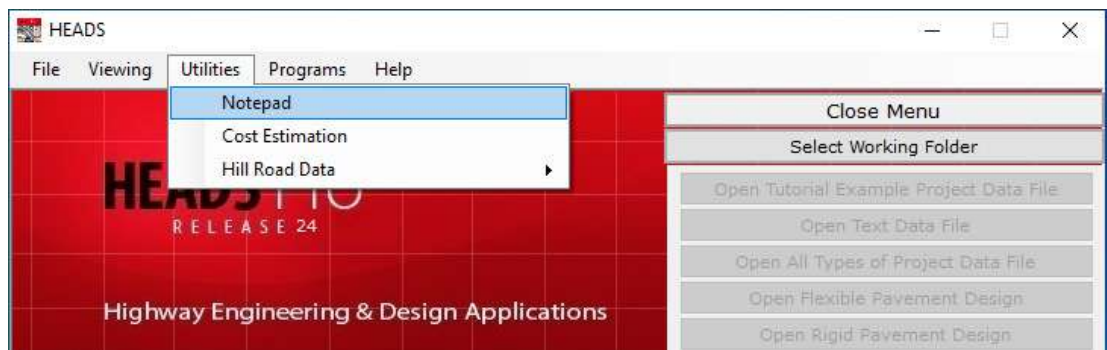 HEADS
File Viewing Utilities Programs Help
Notepad
Cost Estimation
Hill Road Data
HEADS PRO
RELEASE 24
Highway Engineering & Design Applications
Close Menu
Select Working Folder
Open Tutorial Example Project Data File
Open Text Data File
Open All Types of Project Data File
Open Flexible Pavement Design
Open Rigid Pavement Design